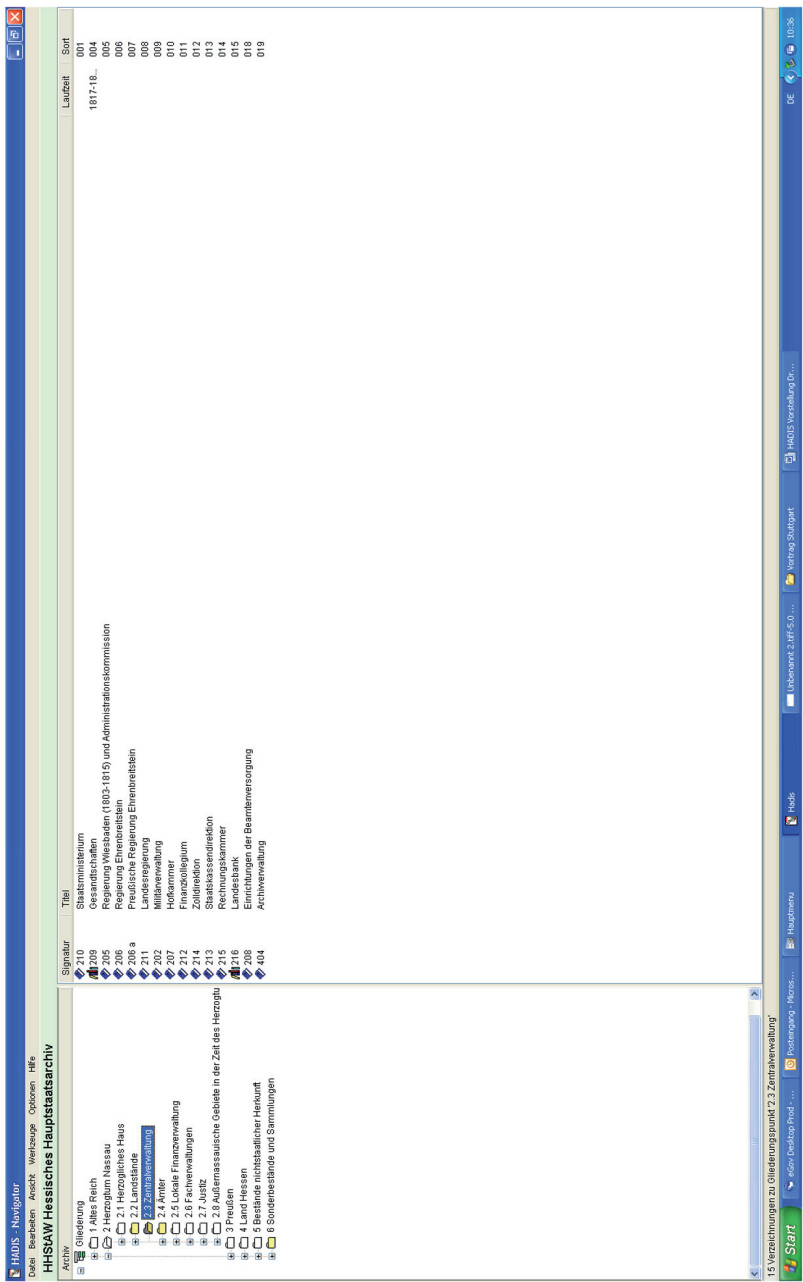 HADIS - Navigator
Datei Bearbeiten Ansicht Werkzeuge Optionen Hilfe
HHStAW Hessisches Hauptstaatsarchiv
Archiv
Gliederung
1 Altes Reich
2 Herzogtum Nassau
2.1 Herzogliches Haus
2.2 Landstände
2.3 Zentralverwaltung
2.4 Ämter
2.5 Lokale Finanzverwaltung
2.6 Fachverwaltungen
2.7 Justiz
2.8 Außernassauische Gebiete in der Zeit des Herzogtu
3 Preußen
4 Land Hessen
5 Bestände nichtstaatlicher Herkunft
6 Sonderbestände und Sammlungen
Signatur Titel Laufzeit Sort
210 Staatsministerium 001
209 Gesandtschaften 1817-18... 004
205 Regierung Wiesbaden (1803-1815) und Administrationskommission 005
206 Regierung Ehrenbreitstein 006
206 a Preußische Regierung Ehrenbreitstein 007
211 Landesregierung 008
202 Militärverwaltung 009
207 Hofkammer 010
212 Finanzkollegium 011
214 Zolldirektion 012
213 Staatskassendirektion 013
215 Rechnungskammer 014
216 Landesbank 015
208 Einrichtungen der Beamtenversorgung 018
404 Archivverwaltung 019
15 Verzeichnungen zu Gliederungspunkt '2.3 Zentralverwaltung'
Start eGov Desktop Prod - ... Posteingang - Micros... Hauptmenu Hadis Unbenannt 2.tiff-5.0 ... Vortrag Stuttgart HADIS Vorstellung Dr... DE 10:36